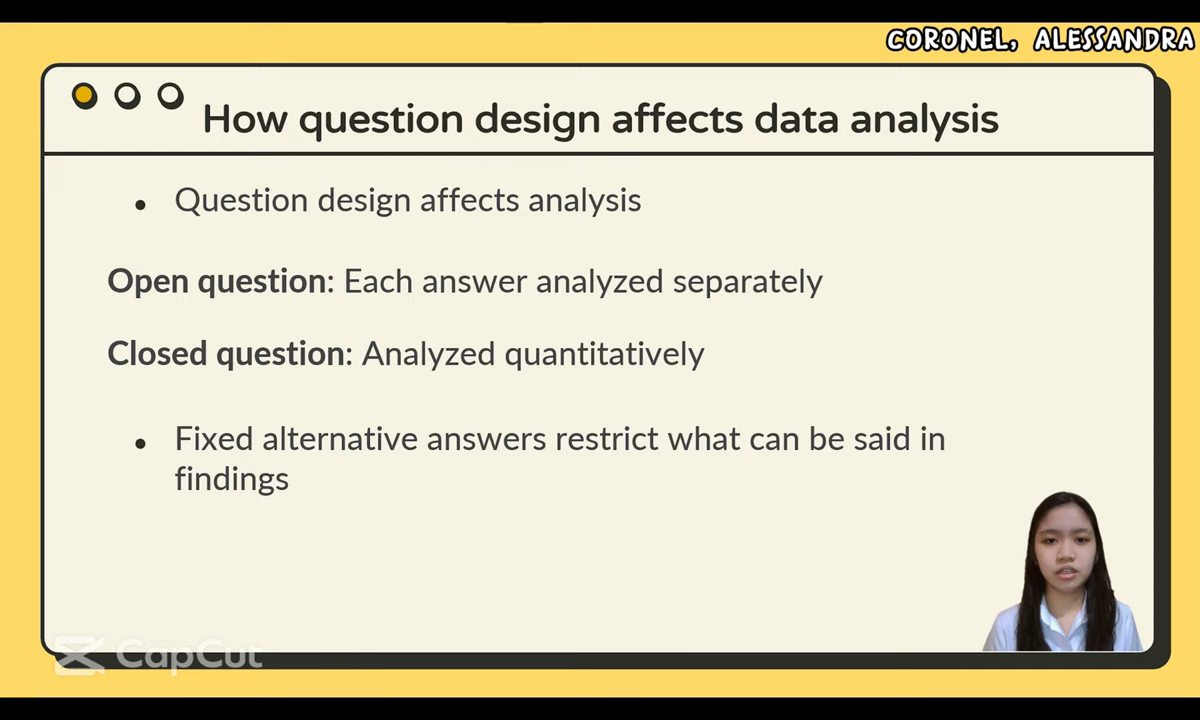 CORONEL, ALESSANDRA
How question design affects data analysis
• Question design affects analysis
Open question: Each answer analyzed separately
Closed question: Analyzed quantitatively
• Fixed alternative answers restrict what can be said in
findings
CapCut